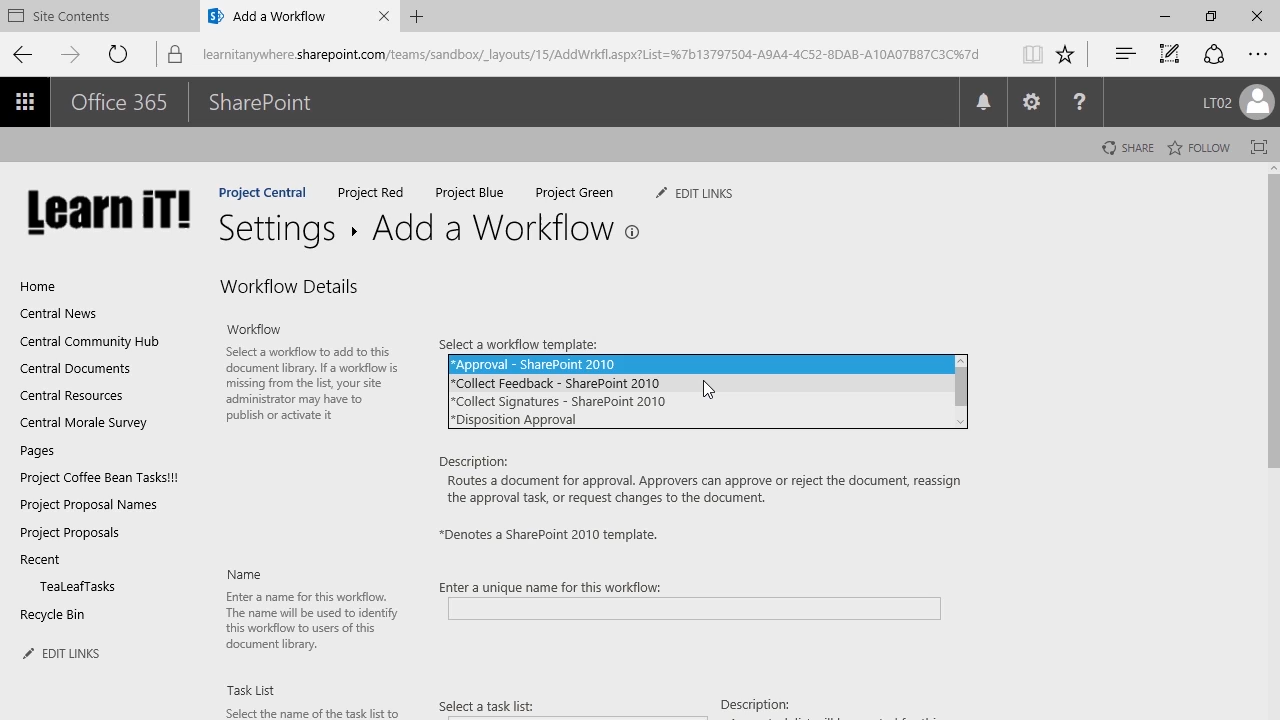 Site Contents
Add a Workflow
learnitanywhere.sharepoint.com/teams/sandbox/_layouts/15/AddWrkfl.aspx?List=%7b13797504-A9A4-4C52-8DAB-A10A07B87C3C%7d
Office 365
SharePoint
?
LT02
SHARE
FOLLOW
Learn iT!
Project Central
Project Red
Project Blue
Project Green
EDIT LINKS
Settings
Add a Workflow
Home
Central News
Central Community Hub
Central Documents
Central Resources
Central Morale Survey
Pages
Project Coffee Bean Tasks!!!
Project Proposal Names
Project Proposals
Recent
TeaLeafTasks
Recycle Bin
EDIT LINKS
Workflow Details
Workflow
Select a workflow to add to this
document library. If a workflow is
missing from the list, your site
administrator may have to
publish or activate it
Select a workflow template:
*Approval - SharePoint 2010
*Collect Feedback - SharePoint 2010
*Collect Signatures - SharePoint 2010
*Disposition Approval
Description:
Routes a document for approval. Approvers can approve or reject the document, reassign
the approval task, or request changes to the document.
*Denotes a SharePoint 2010 template.
Name
Enter a name for this workflow.
The name will be used to identify
this workflow to users of this
document library.
Enter a unique name for this workflow:
Task List
Select the name of the task list to
Select a task list:
Description: